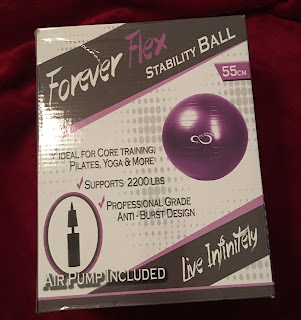 Forever Flex
STABILITY BALL
55CM
IDEAL FOR CORE TRAINING,
PILATES, YOGA & MORE
SUPPORTS 2200 LBS
PROFESSIONAL GRADE
ANTI-BURST DESIGN
AIR PUMP INCLUDED
Live Infinitely